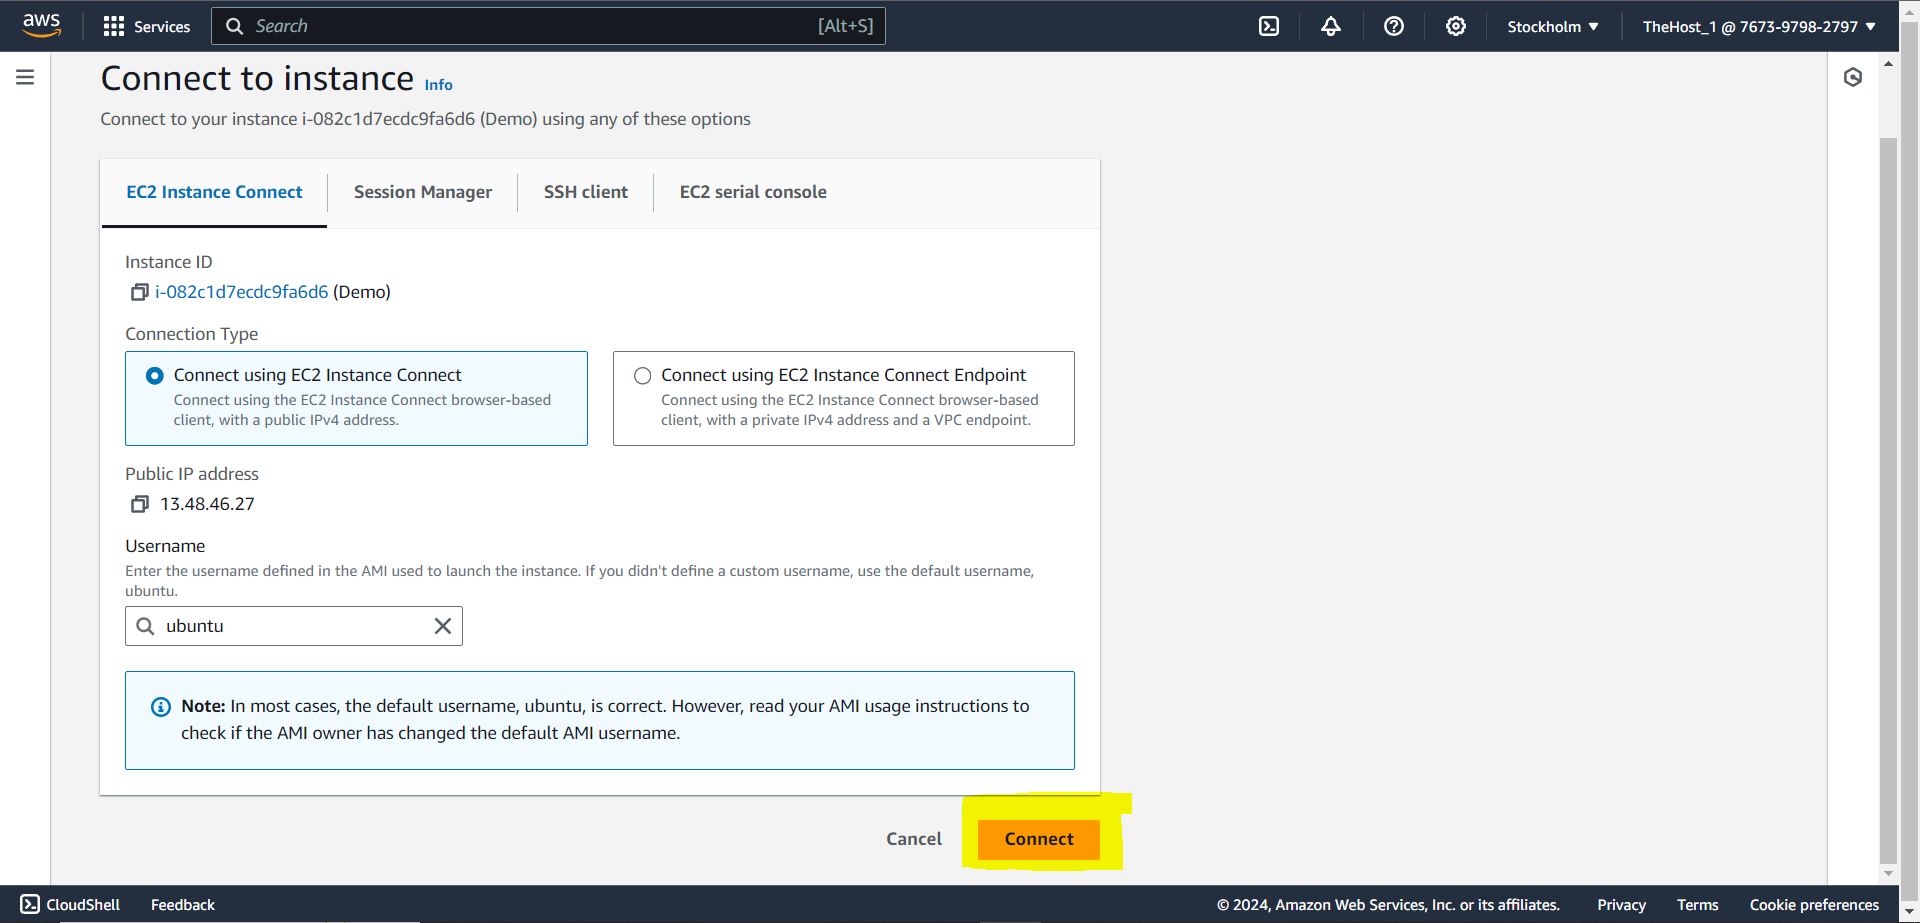 aws
Services
Search
[Alt+S]
Stockholm
TheHost_1 @ 7673-9798-2797
Connect to instance
Info
Connect to your instance i-082c1d7ecdc9fa6d6 (Demo) using any of these options
EC2 Instance Connect
Session Manager
SSH client
EC2 serial console
Instance ID
i-082c1d7ecdc9fa6d6 (Demo)
Connection Type
Connect using EC2 Instance Connect
Connect using the EC2 Instance Connect browser-based
client, with a public IPv4 address.
Connect using EC2 Instance Connect Endpoint
Connect using the EC2 Instance Connect browser-based
client, with a private IPv4 address and a VPC endpoint.
Public IP address
13.48.46.27
Username
Enter the username defined in the AMI used to launch the instance. If you didn't define a custom username, use the default username,
ubuntu.
ubuntu
Note: In most cases, the default username, ubuntu, is correct. However, read your AMI usage instructions to
check if the AMI owner has changed the default AMI username.
Cancel
Connect
CloudShell
Feedback
© 2024, Amazon Web Services, Inc. or its affiliates.
Privacy
Terms
Cookie preferences